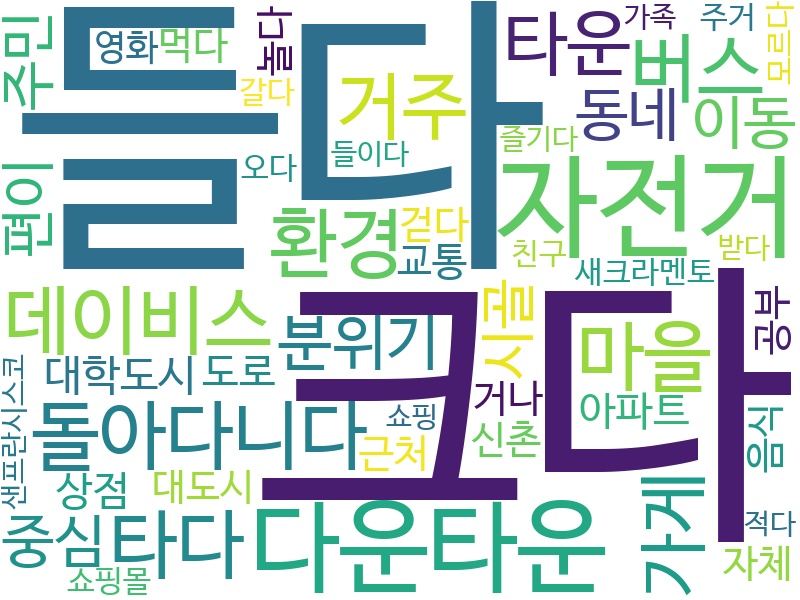 들다
크다
자전거
다운타운
돌아다니다
데이비스
타다
중심
환경
분위기
거주
버스
타운
동네
이동
마을
가게
주민
편이
영화
먹다
놀다
갈다
오다
들이다
걷다
교통
즐기다
친구
새크라멘토
받다
가족
주거
모르다
시골
공부
대학도시
도로
샌프란시스코
쇼핑
근처
거나
신촌
아파트
음식
상점
대도시
쇼핑몰
적다
자체